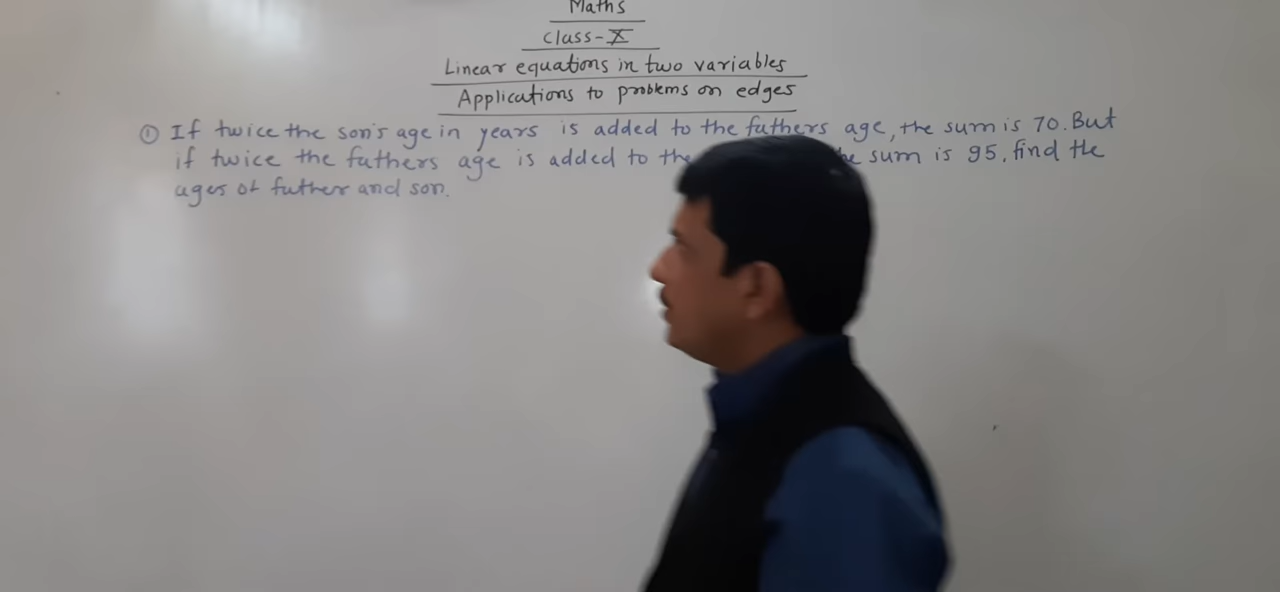 Maths
Class-X
Linear equations in two variables
Applications to problems on edges
① If twice the son's age in years is added to the fathers age, the sum is 70. But
if twice the fathers age is added to the sum is 95, find the
ages of futher and son.